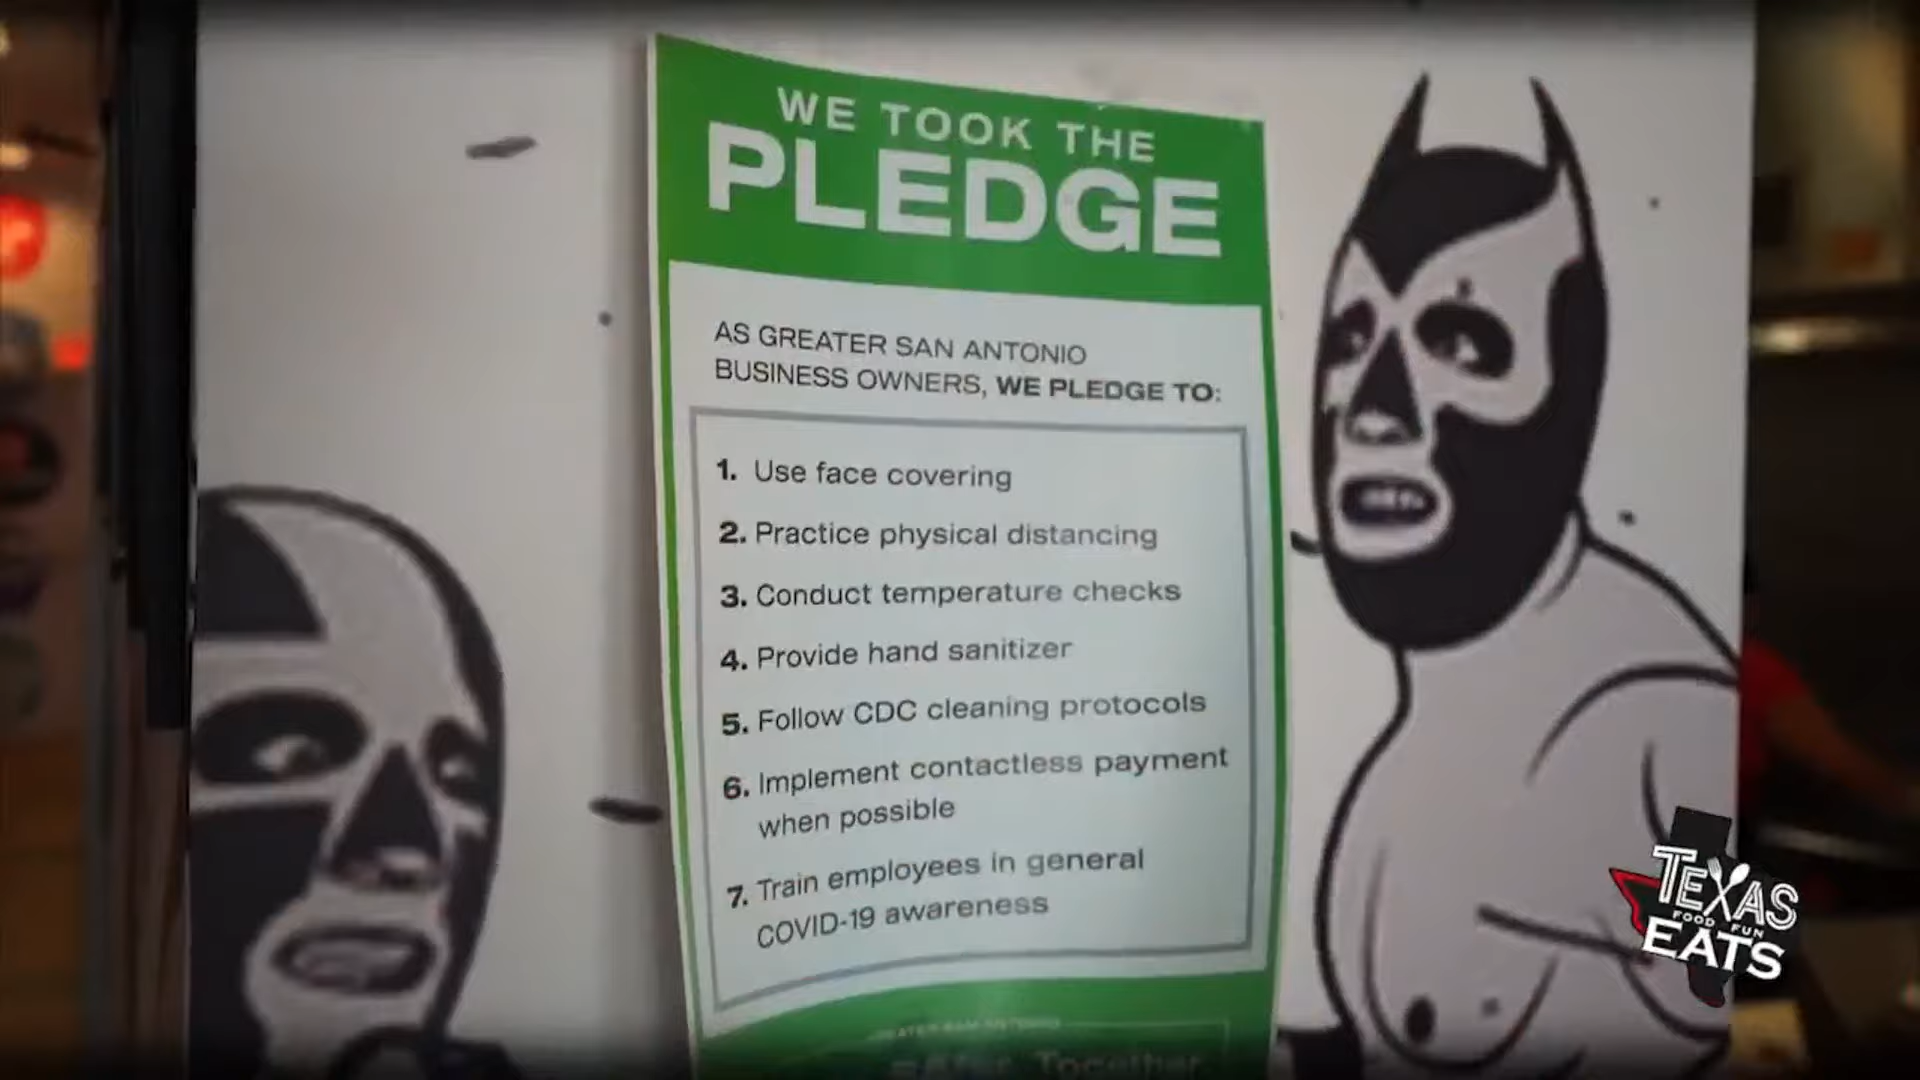 WE TOOK THE
PLEDGE
AS GREATER SAN ANTONIO
BUSINESS OWNERS, WE PLEDGE TO:
1. Use face covering
2. Practice physical distancing
3. Conduct temperature checks
4. Provide hand sanitizer
5. Follow CDC cleaning protocols
6. Implement contactless payment
when possible
7. Train employees in general
COVID-19 awareness
Together
TEXAS
FOOD FUN
EATS